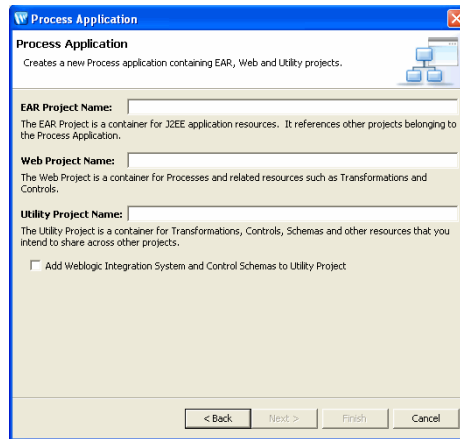 Process Application
Process Application
Creates a new Process application containing EAR, Web and Utility projects.
EAR Project Name:
The EAR Project is a container for J2EE application resources. It references other projects belonging to
the Process Application.
Web Project Name:
The Web Project is a container for Processes and related resources such as Transformations and
Controls.
Utility Project Name:
The Utility Project is a container for Transformations, Controls, Schemas and other resources that you
intend to share across other projects.
Add Weblogic Integration System and Control Schemas to Utility Project
< Back
Next >
Finish
Cancel